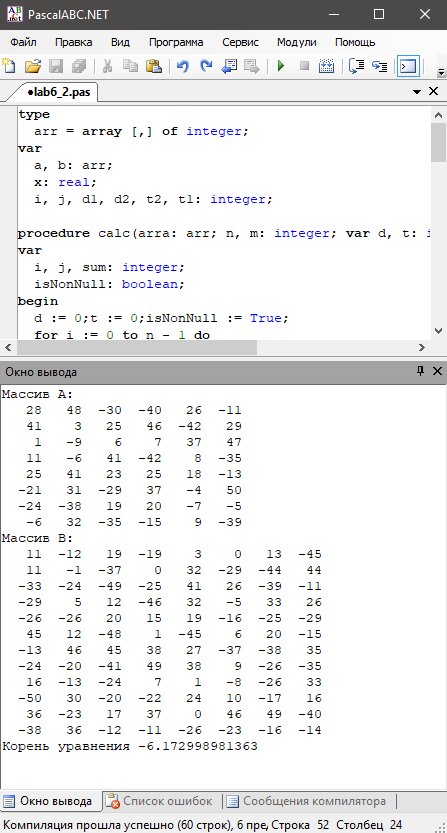 PascalABC.NET
Файл Правка Вид Программа Сервис Модули Помощь
•lab6_2.pas
type
arr = array [,] of integer;
var
a, b: arr;
x: real;
i, j, d1, d2, t2, t1: integer;
procedure calc(arra: arr; n, m: integer; var d, t: i
var
i, j, sum: integer;
isNonNull: boolean;
begin
d := 0;t := 0;isNonNull := True;
for i := 0 to n - 1 do
Окно вывода
Массив A:
28 48 -30 -40 26 -11
41 3 25 46 -42 29
1 -9 6 7 37 47
11 -6 41 -42 8 -35
25 41 23 25 18 -13
-21 31 -29 37 -4 50
-24 -38 19 20 -7 -5
-6 32 -35 -15 9 -39
Массив B:
11 -12 19 -19 3 0 13 -45
11 -1 -37 0 32 -29 -44 44
-33 -24 -49 -25 41 26 -39 -11
-29 5 12 -46 32 -5 33 26
-26 -26 20 15 19 -16 -25 -29
45 12 -48 1 -45 6 20 -15
-13 46 45 38 27 -37 -38 35
-24 -20 -41 49 38 9 -26 -35
16 -13 -24 7 1 -8 -26 33
-50 30 -20 -22 24 10 -17 16
36 -23 17 37 0 46 49 -40
-38 36 -12 -11 -26 -23 -16 -14
Корень уравнения -6.172998981363
Окно вывода Список ошибок Сообщения компилятора
Компиляция прошла успешно (60 строк), 6 пре, Строка 52 Столбец 24